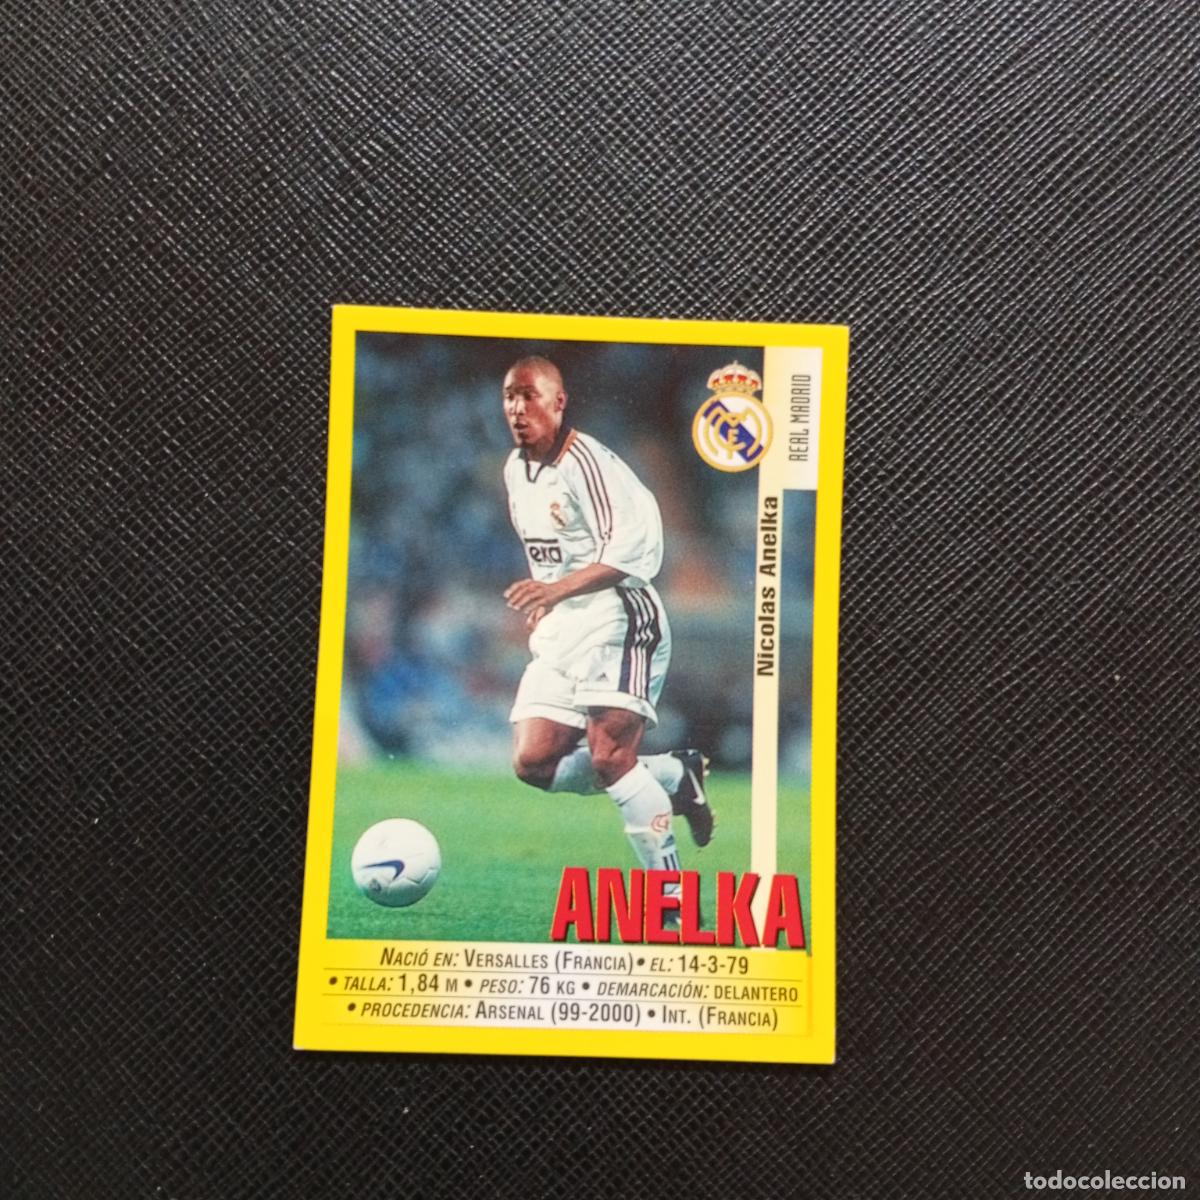 REAL MADRID
Nicolas Anelka
eka
ANELKA
NACIÓ EN: VERSALLES (FRANCIA) • EL: 14-3-79
• TALLA: 1,84 M • PESO: 76 KG • DEMARCACIÓN: DELANTERO
• PROCEDENCIA: ARSENAL (99-2000) • INT. (FRANCIA)
todocoleccion